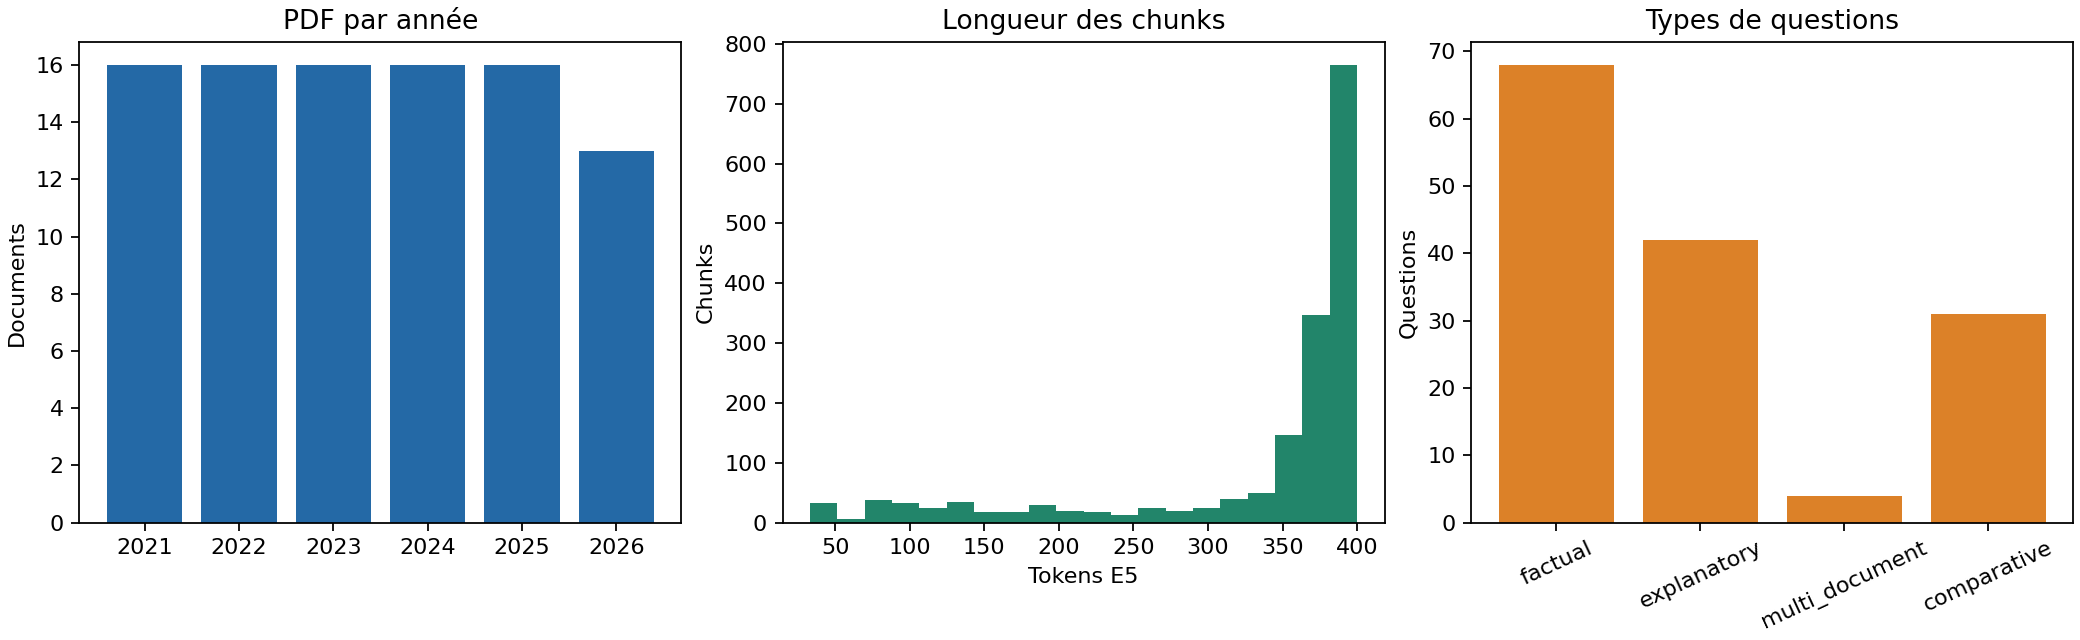 PDF par année
Documents
16
14
12
10
8
6
4
2
0
2021 2022 2023 2024 2025 2026
Longueur des chunks
Chunks
800
700
600
500
400
300
200
100
0
50 100 150 200 250 300 350 400
Tokens E5
Types de questions
Questions
70
60
50
40
30
20
10
0
factual explanatory multi_document comparative